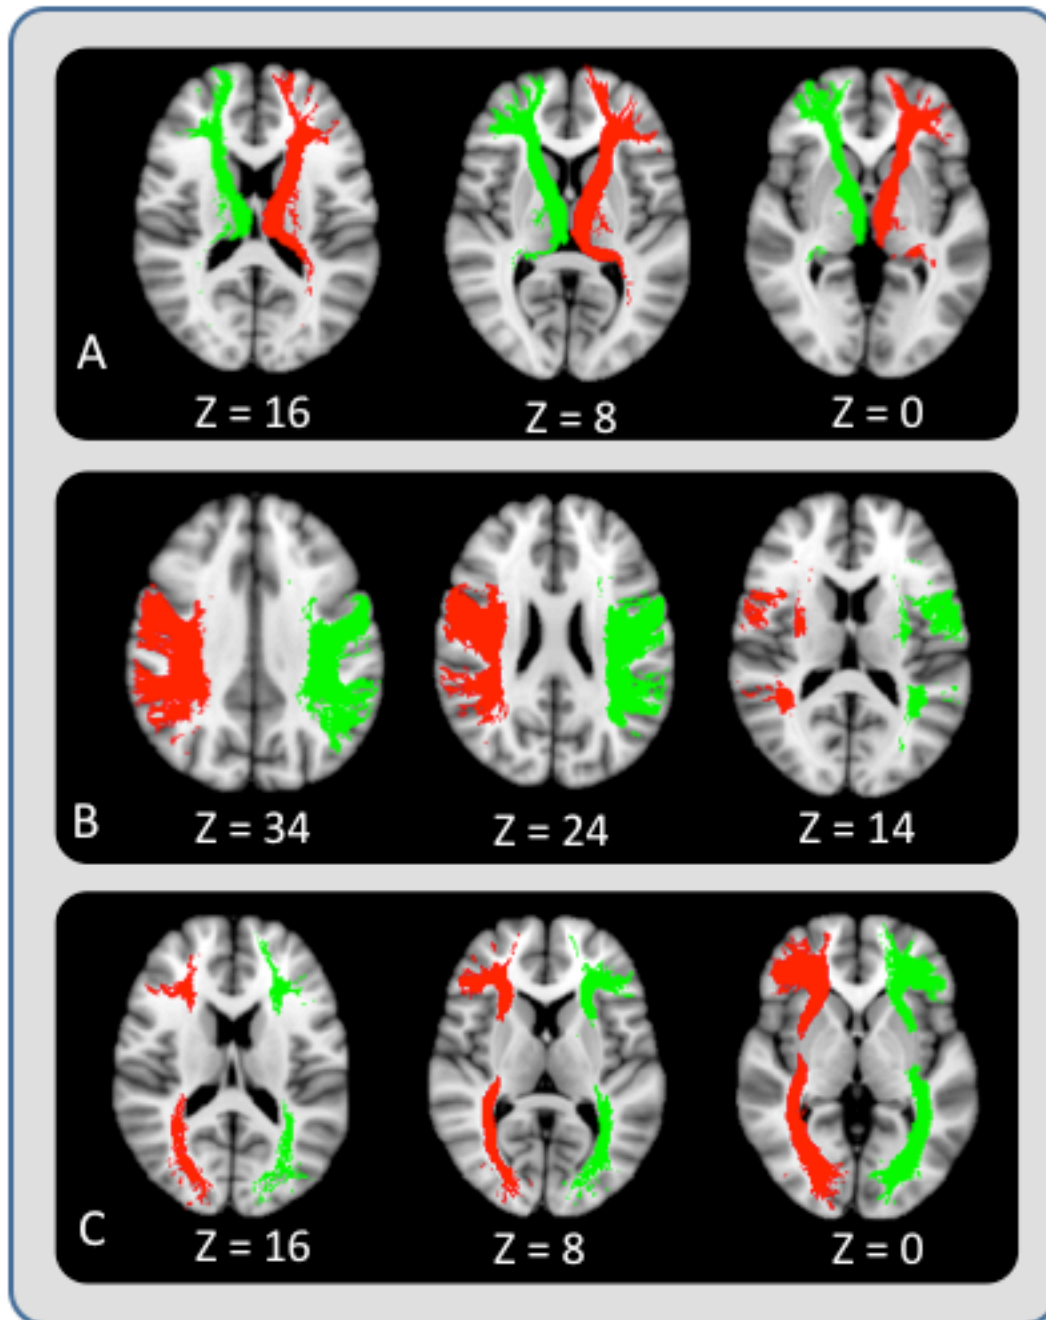 A
Z = 16
Z = 8
Z = 0
B
Z = 34
Z = 24
Z = 14
C
Z = 16
Z = 8
Z = 0